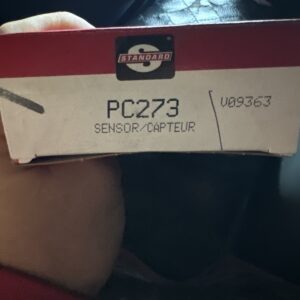 STANDARD
PC273
SENSOR/CAPTEUR
V09363